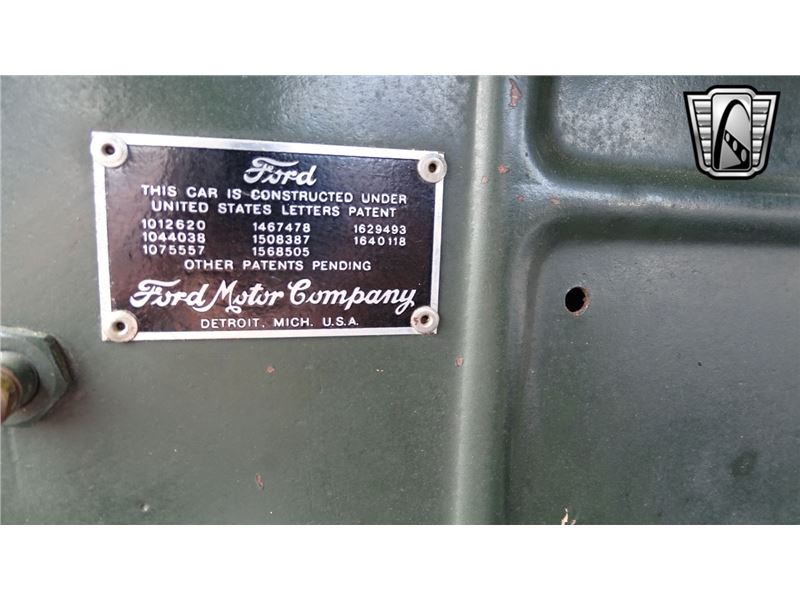 Ford
THIS CAR IS CONSTRUCTED UNDER
UNITED STATES LETTERS PATENT
1012620 1467478 1629493
1044038 1508387 1640118
1075557 1568505
OTHER PATENTS PENDING
Ford Motor Company
DETROIT, MICH. U.S.A.